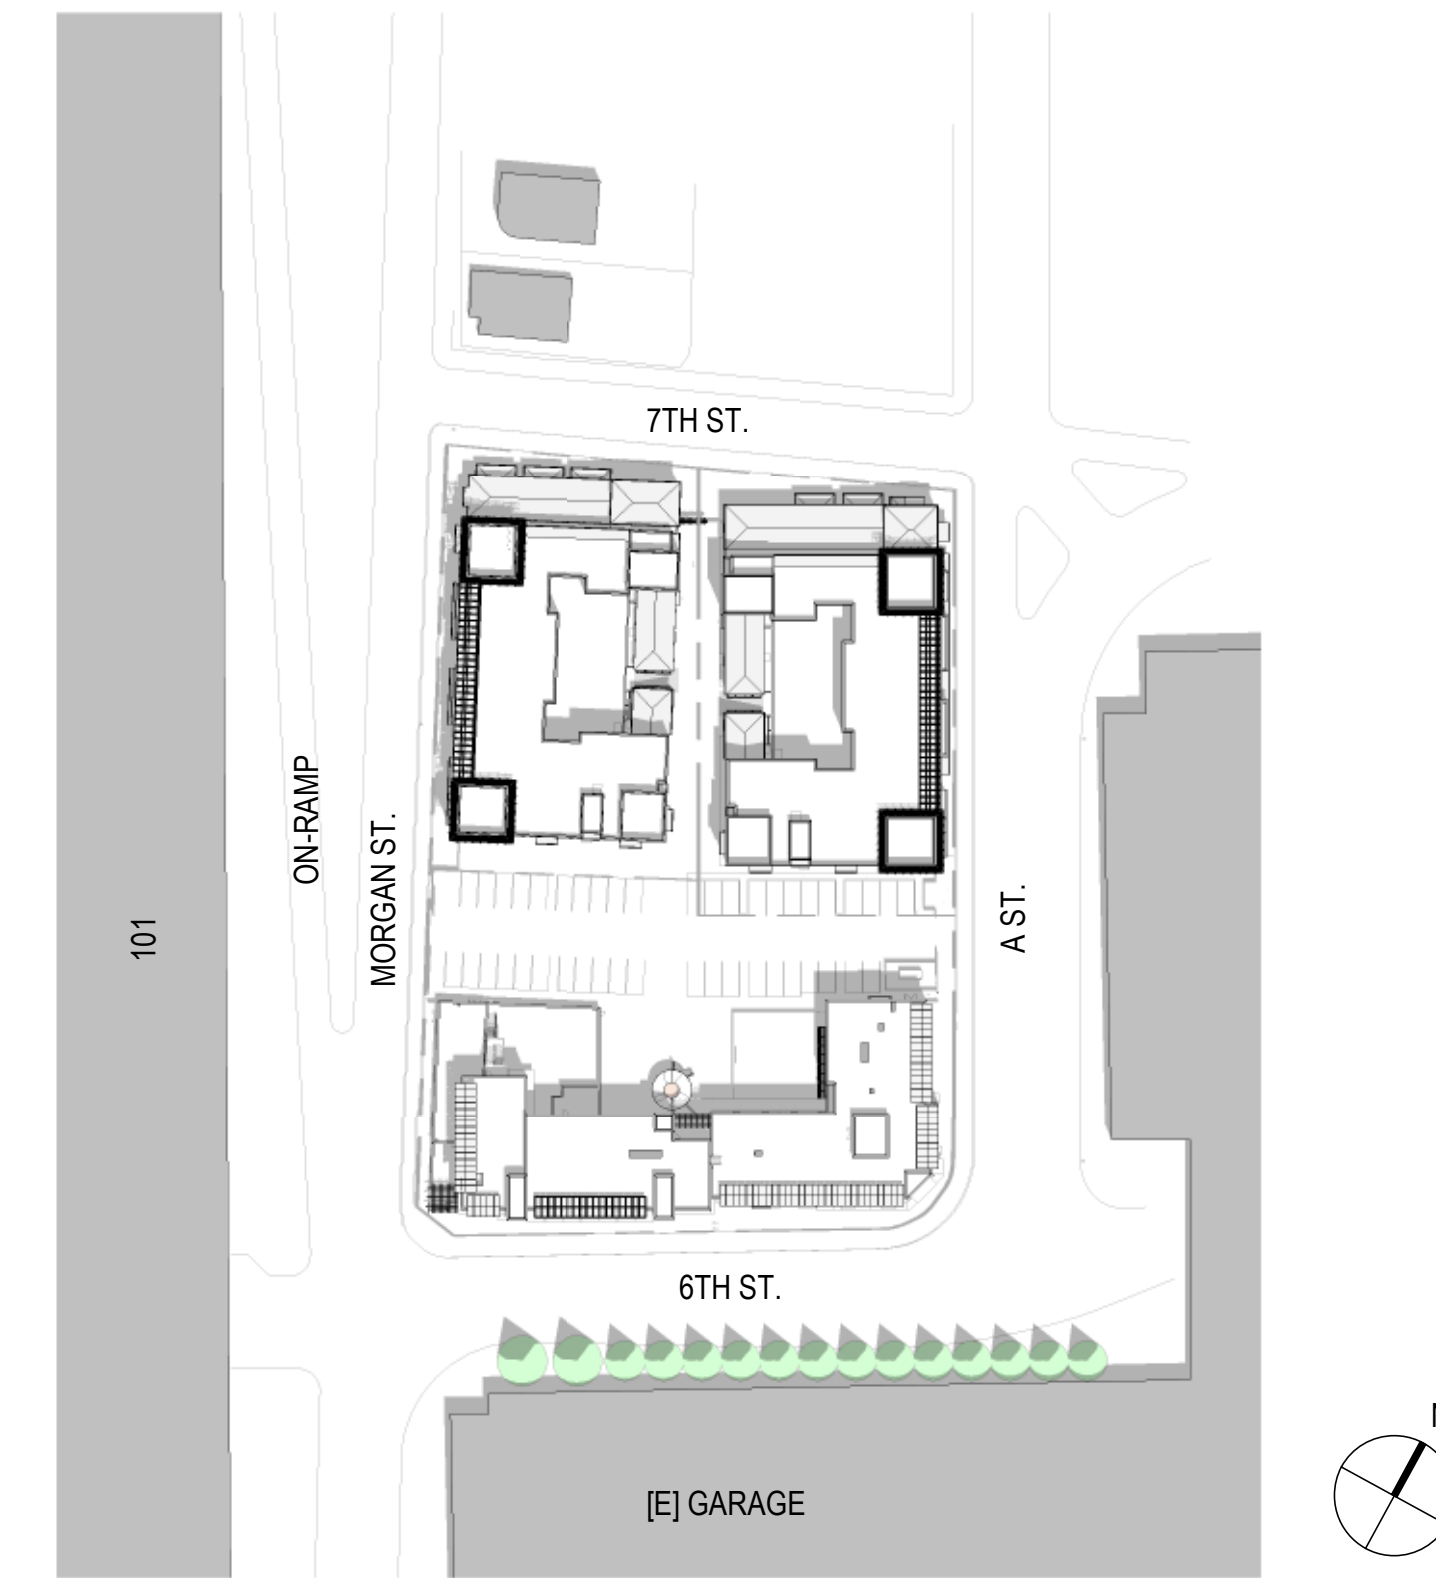 7TH ST.
ON-RAMP
MORGAN ST.
101
A ST.
6TH ST.
[E] GARAGE